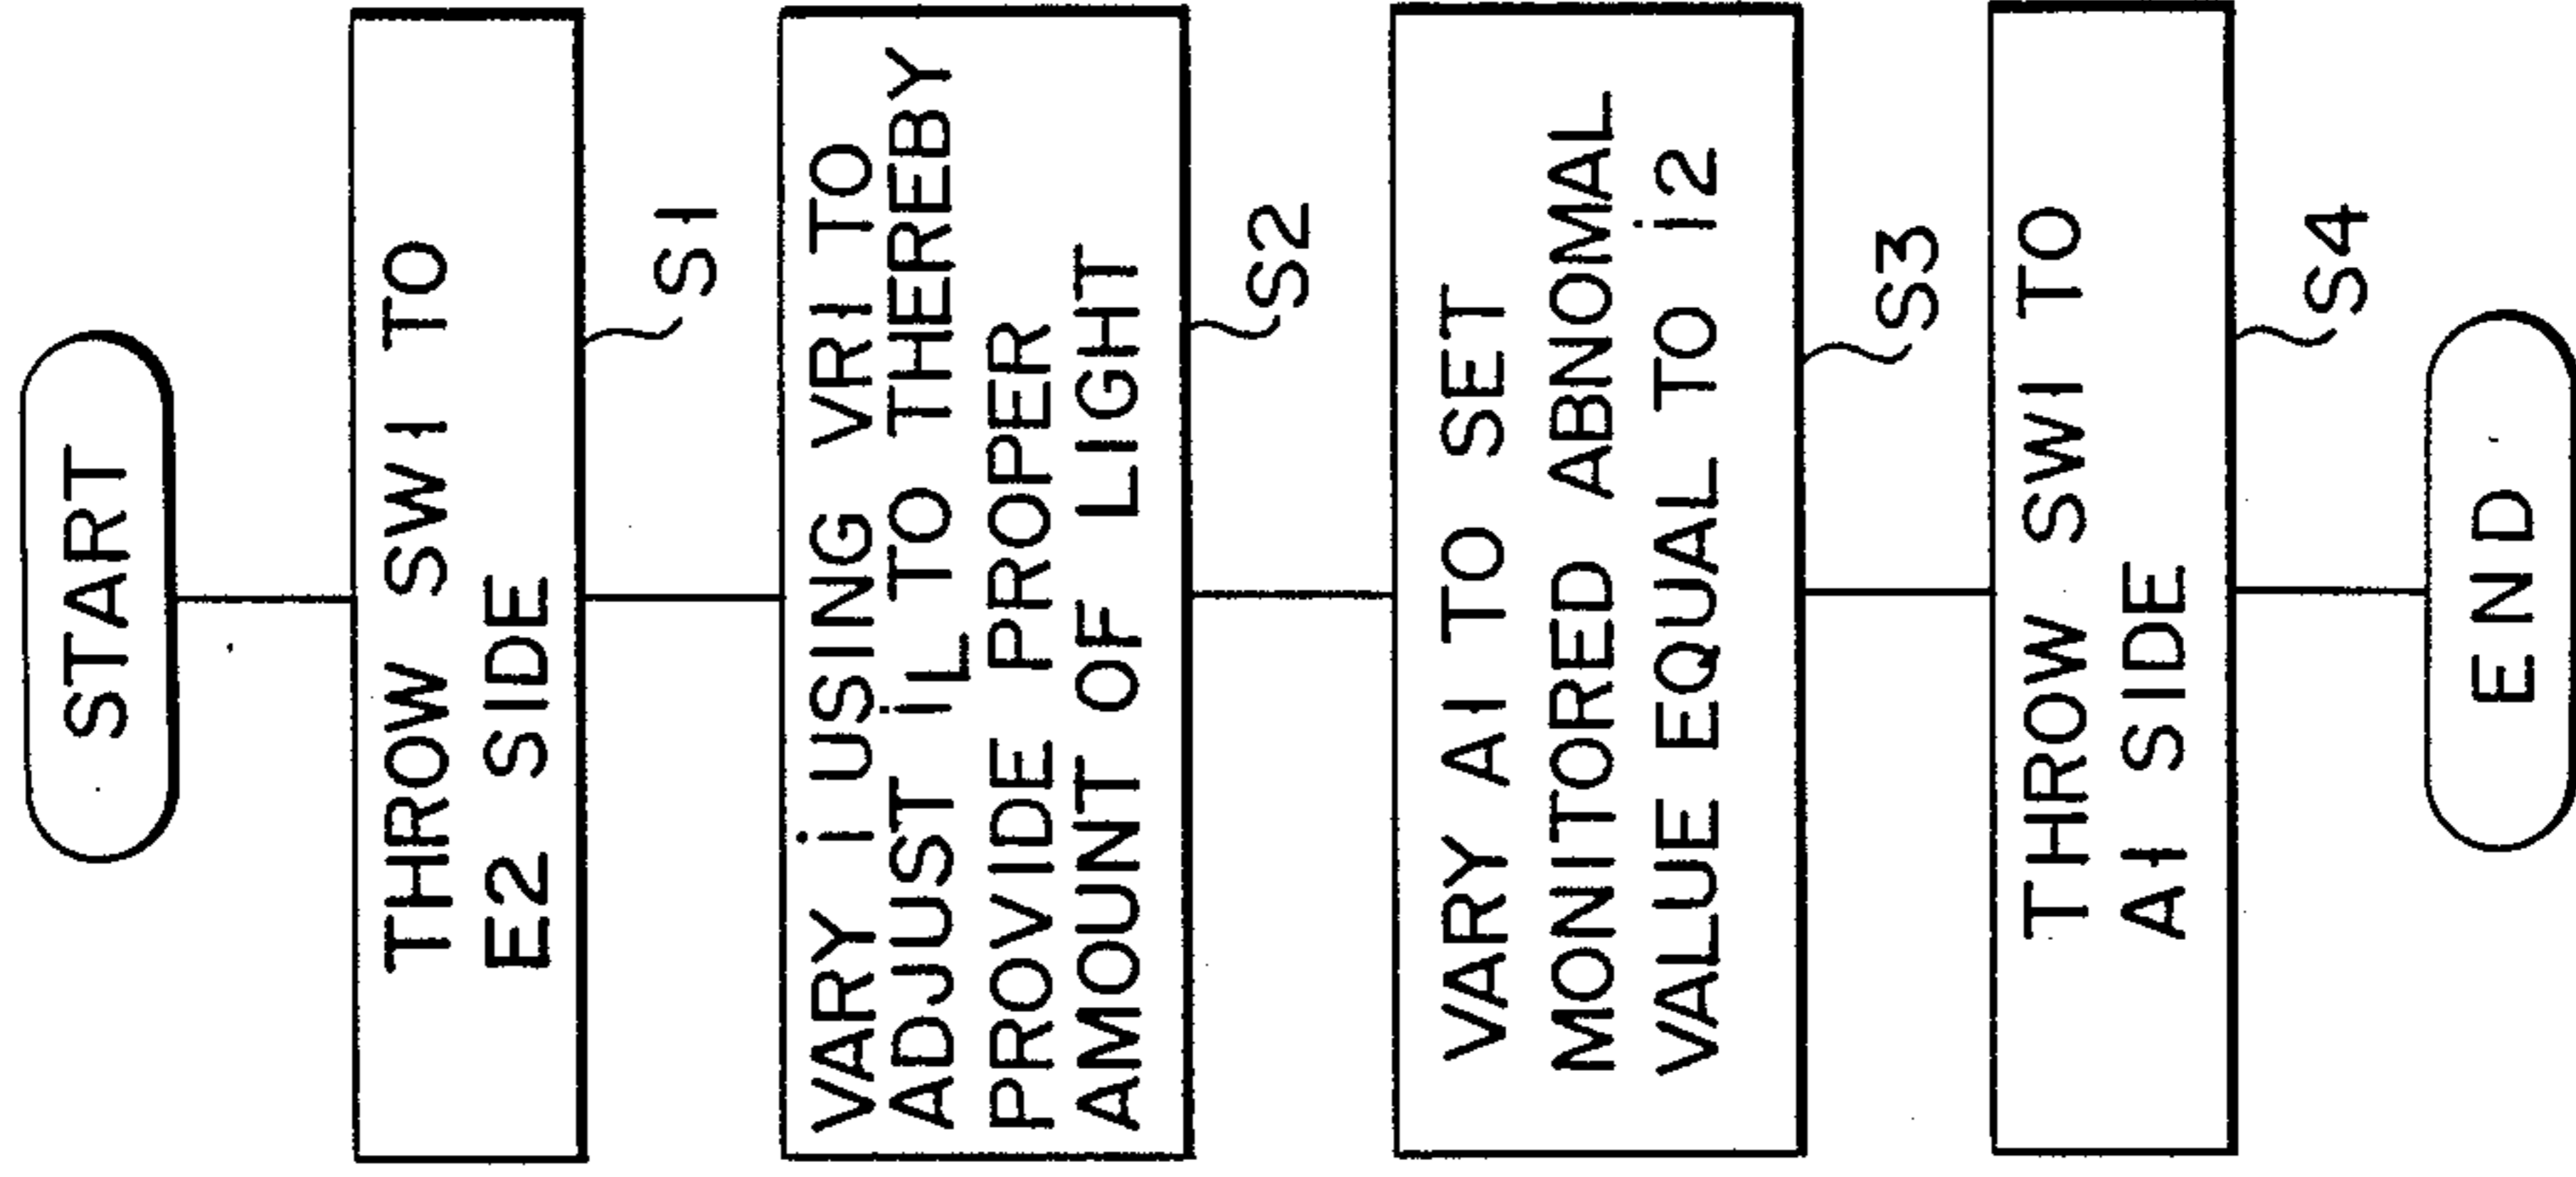 START
THROW SW1 TO
E2 SIDE
S1
VARY i USING VR1 TO
ADJUST iL TO THEREBY
PROVIDE PROPER
AMOUNT OF LIGHT
S2
VARY A1 TO SET
MONITORED ABNOMAL
VALUE EQUAL TO i2
S3
THROW SW1 TO
A1 SIDE
S4
END